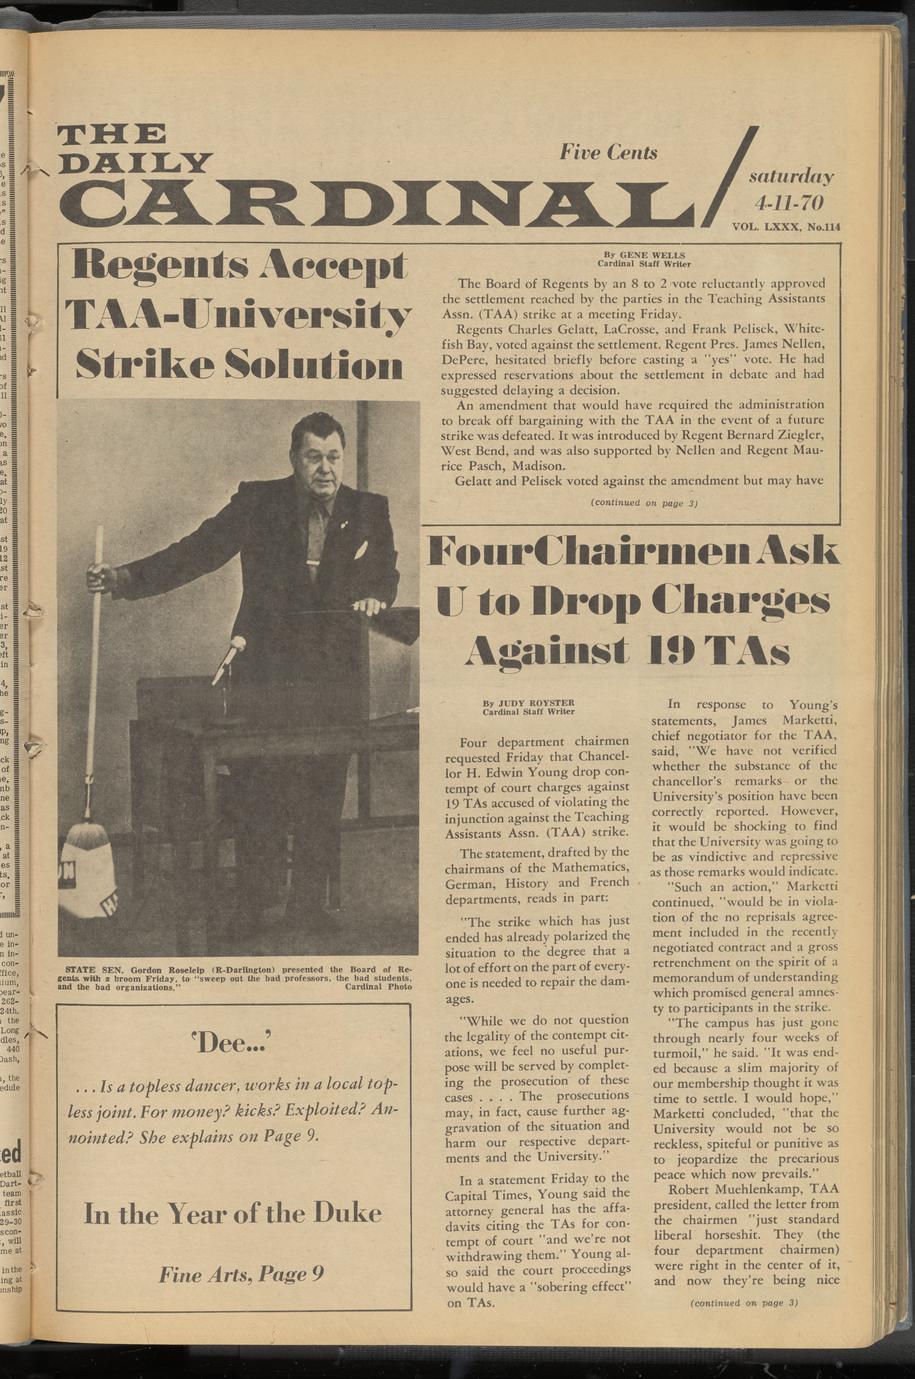 THE
DAILY
CARDINAL
Five Cents
saturday
4-11-70
VOL. LXXX, No.114
Regents Accept
TAA-University
Strike Solution
By GENE WELLS
Cardinal Staff Writer
The Board of Regents by an 8 to 2 vote reluctantly approved
the settlement reached by the parties in the Teaching Assistants
Assn. (TAA) strike at a meeting Friday.
Regents Charles Gelatt, LaCrosse, and Frank Pelisek, White-
fish Bay, voted against the settlement. Regent Pres. James Nellen,
DePere, hesitated briefly before casting a "yes" vote. He had
expressed reservations about the settlement in debate and had
suggested delaying a decision.
An amendment that would have required the administration
to break off bargaining with the TAA in the event of a future
strike was defeated. It was introduced by Regent Bernard Ziegler,
West Bend, and was also supported by Nellen and Regent Mau-
rice Pasch, Madison.
Gelatt and Pelisek voted against the amendment but may have
(continued on page 3)
STATE SEN. Gordon Roseleip (R-Darlington) presented the Board of Re-
gents with a broom Friday, to "sweep out the bad professors, the bad students,
and the bad organizations." Cardinal Photo
'Dee...'
... Is a topless dancer, works in a local top-
less joint. For money? kicks? Exploited? An-
nointed? She explains on Page 9.
In the Year of the Duke
Fine Arts, Page 9
FourChairmen Ask
U to Drop Charges
Against 19 TAs
By JUDY ROYSTER
Cardinal Staff Writer
Four department chairmen
requested Friday that Chancel-
lor H. Edwin Young drop con-
tempt of court charges against
19 TAs accused of violating the
injunction against the Teaching
Assistants Assn. (TAA) strike.
The statement, drafted by the
chairmans of the Mathematics,
German, History and French
departments, reads in part:
"The strike which has just
ended has already polarized the
situation to the degree that a
lot of effort on the part of every-
one is needed to repair the dam-
ages.
"While we do not question
the legality of the contempt cit-
ations, we feel no useful pur-
pose will be served by complet-
ing the prosecution of these
cases . . . . The prosecutions
may, in fact, cause further ag-
gravation of the situation and
harm our respective depart-
ments and the University."
In a statement Friday to the
Capital Times, Young said the
attorney general has the affa-
davits citing the TAs for con-
tempt of court "and we're not
withdrawing them." Young al-
so said the court proceedings
would have a "sobering effect"
on TAs.
In response to Young's
statements, James Marketti,
chief negotiator for the TAA,
said, "We have not verified
whether the substance of the
chancellor's remarks or the
University's position have been
correctly reported. However,
it would be shocking to find
that the University was going to
be as vindictive and repressive
as those remarks would indicate.
"Such an action," Marketti
continued, "would be in viola-
tion of the no reprisals agree-
ment included in the recently
negotiated contract and a gross
retrenchment on the spirit of a
memorandum of understanding
which promised general amnes-
ty to participants in the strike.
"The campus has just gone
through nearly four weeks of
turmoil," he said. "It was end-
ed because a slim majority of
our membership thought it was
time to settle. I would hope,"
Marketti concluded, "that the
University would not be so
reckless, spiteful or punitive as
to jeopardize the precarious
peace which now prevails."
Robert Muehlenkamp, TAA
president, called the letter from
the chairmen "just standard
liberal horseshit. They (the
four department chairmen)
were right in the center of it,
and now they're being nice
(continued on page 3)